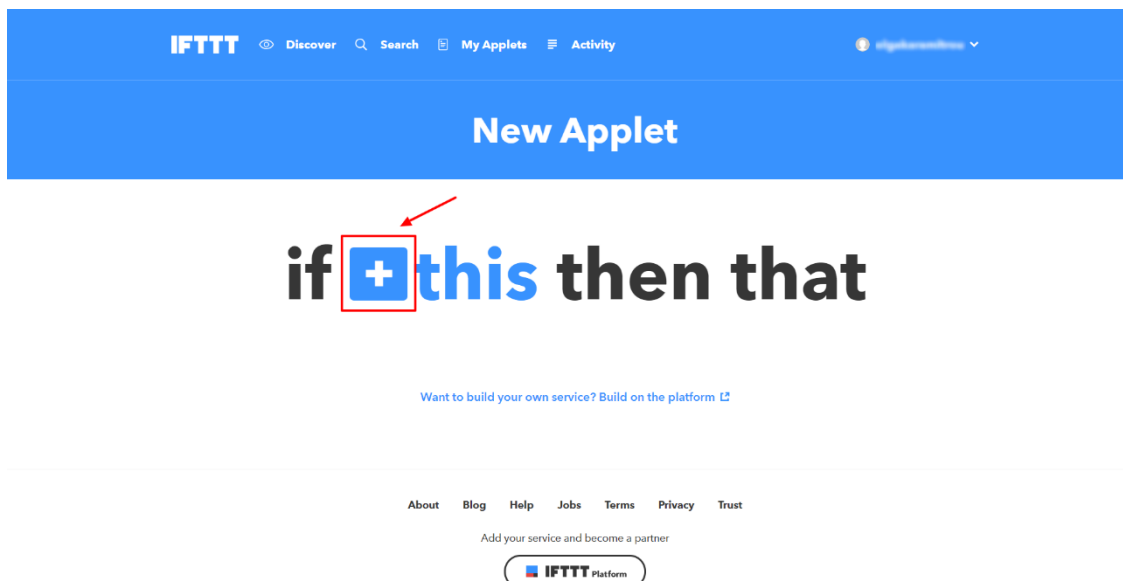 IFTTT Discover Search My Applets Activity
New Applet
if + this then that
Want to build your own service? Build on the platform
About Blog Help Jobs Terms Privacy Trust
Add your service and become a partner
IFTTT Platform